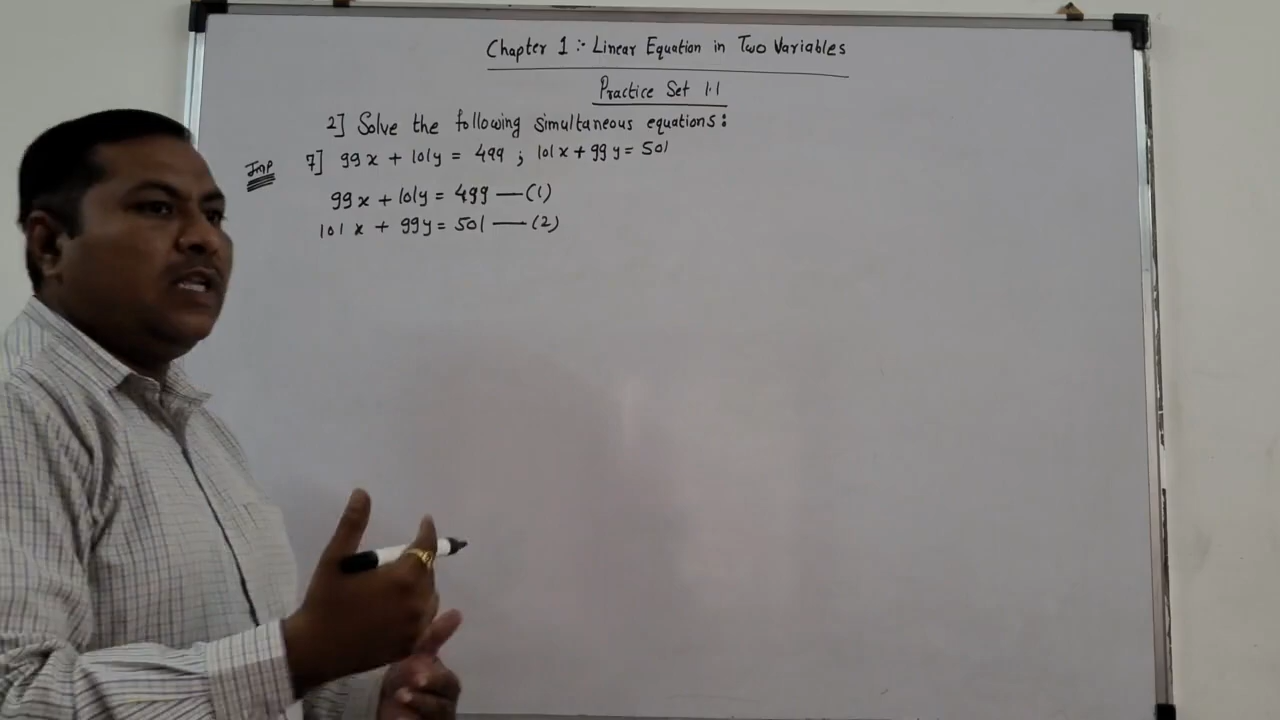 Chapter 1:- Linear Equation in Two Variables
Practice Set 1.1
2] Solve the following simultaneous equations:
Imp 7] 99x + 101y = 499 ; 101x + 99y = 501
99x + 101y = 499 — (1)
101x + 99y = 501 — (2)